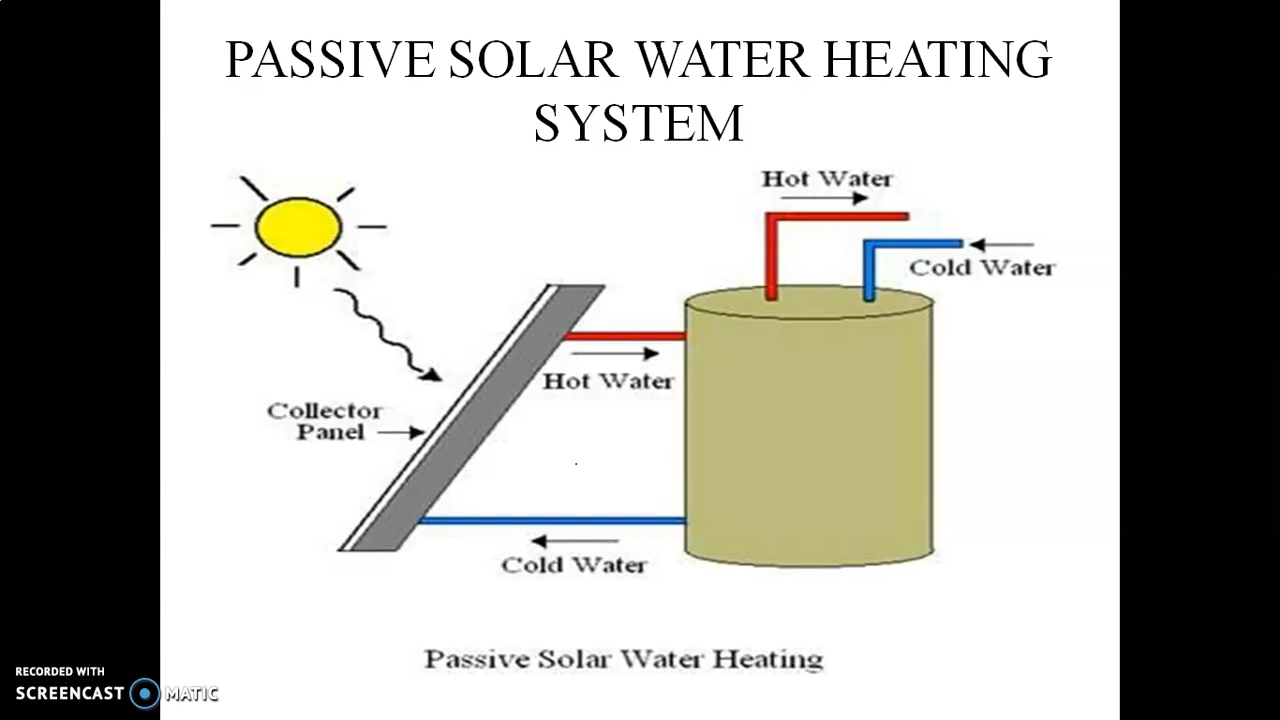 PASSIVE SOLAR WATER HEATING
SYSTEM
Hot Water
Cold Water
Hot Water
Collector
Panel
Cold Water
Passive Solar Water Heating
RECORDED WITH
SCREENCAST MATIC